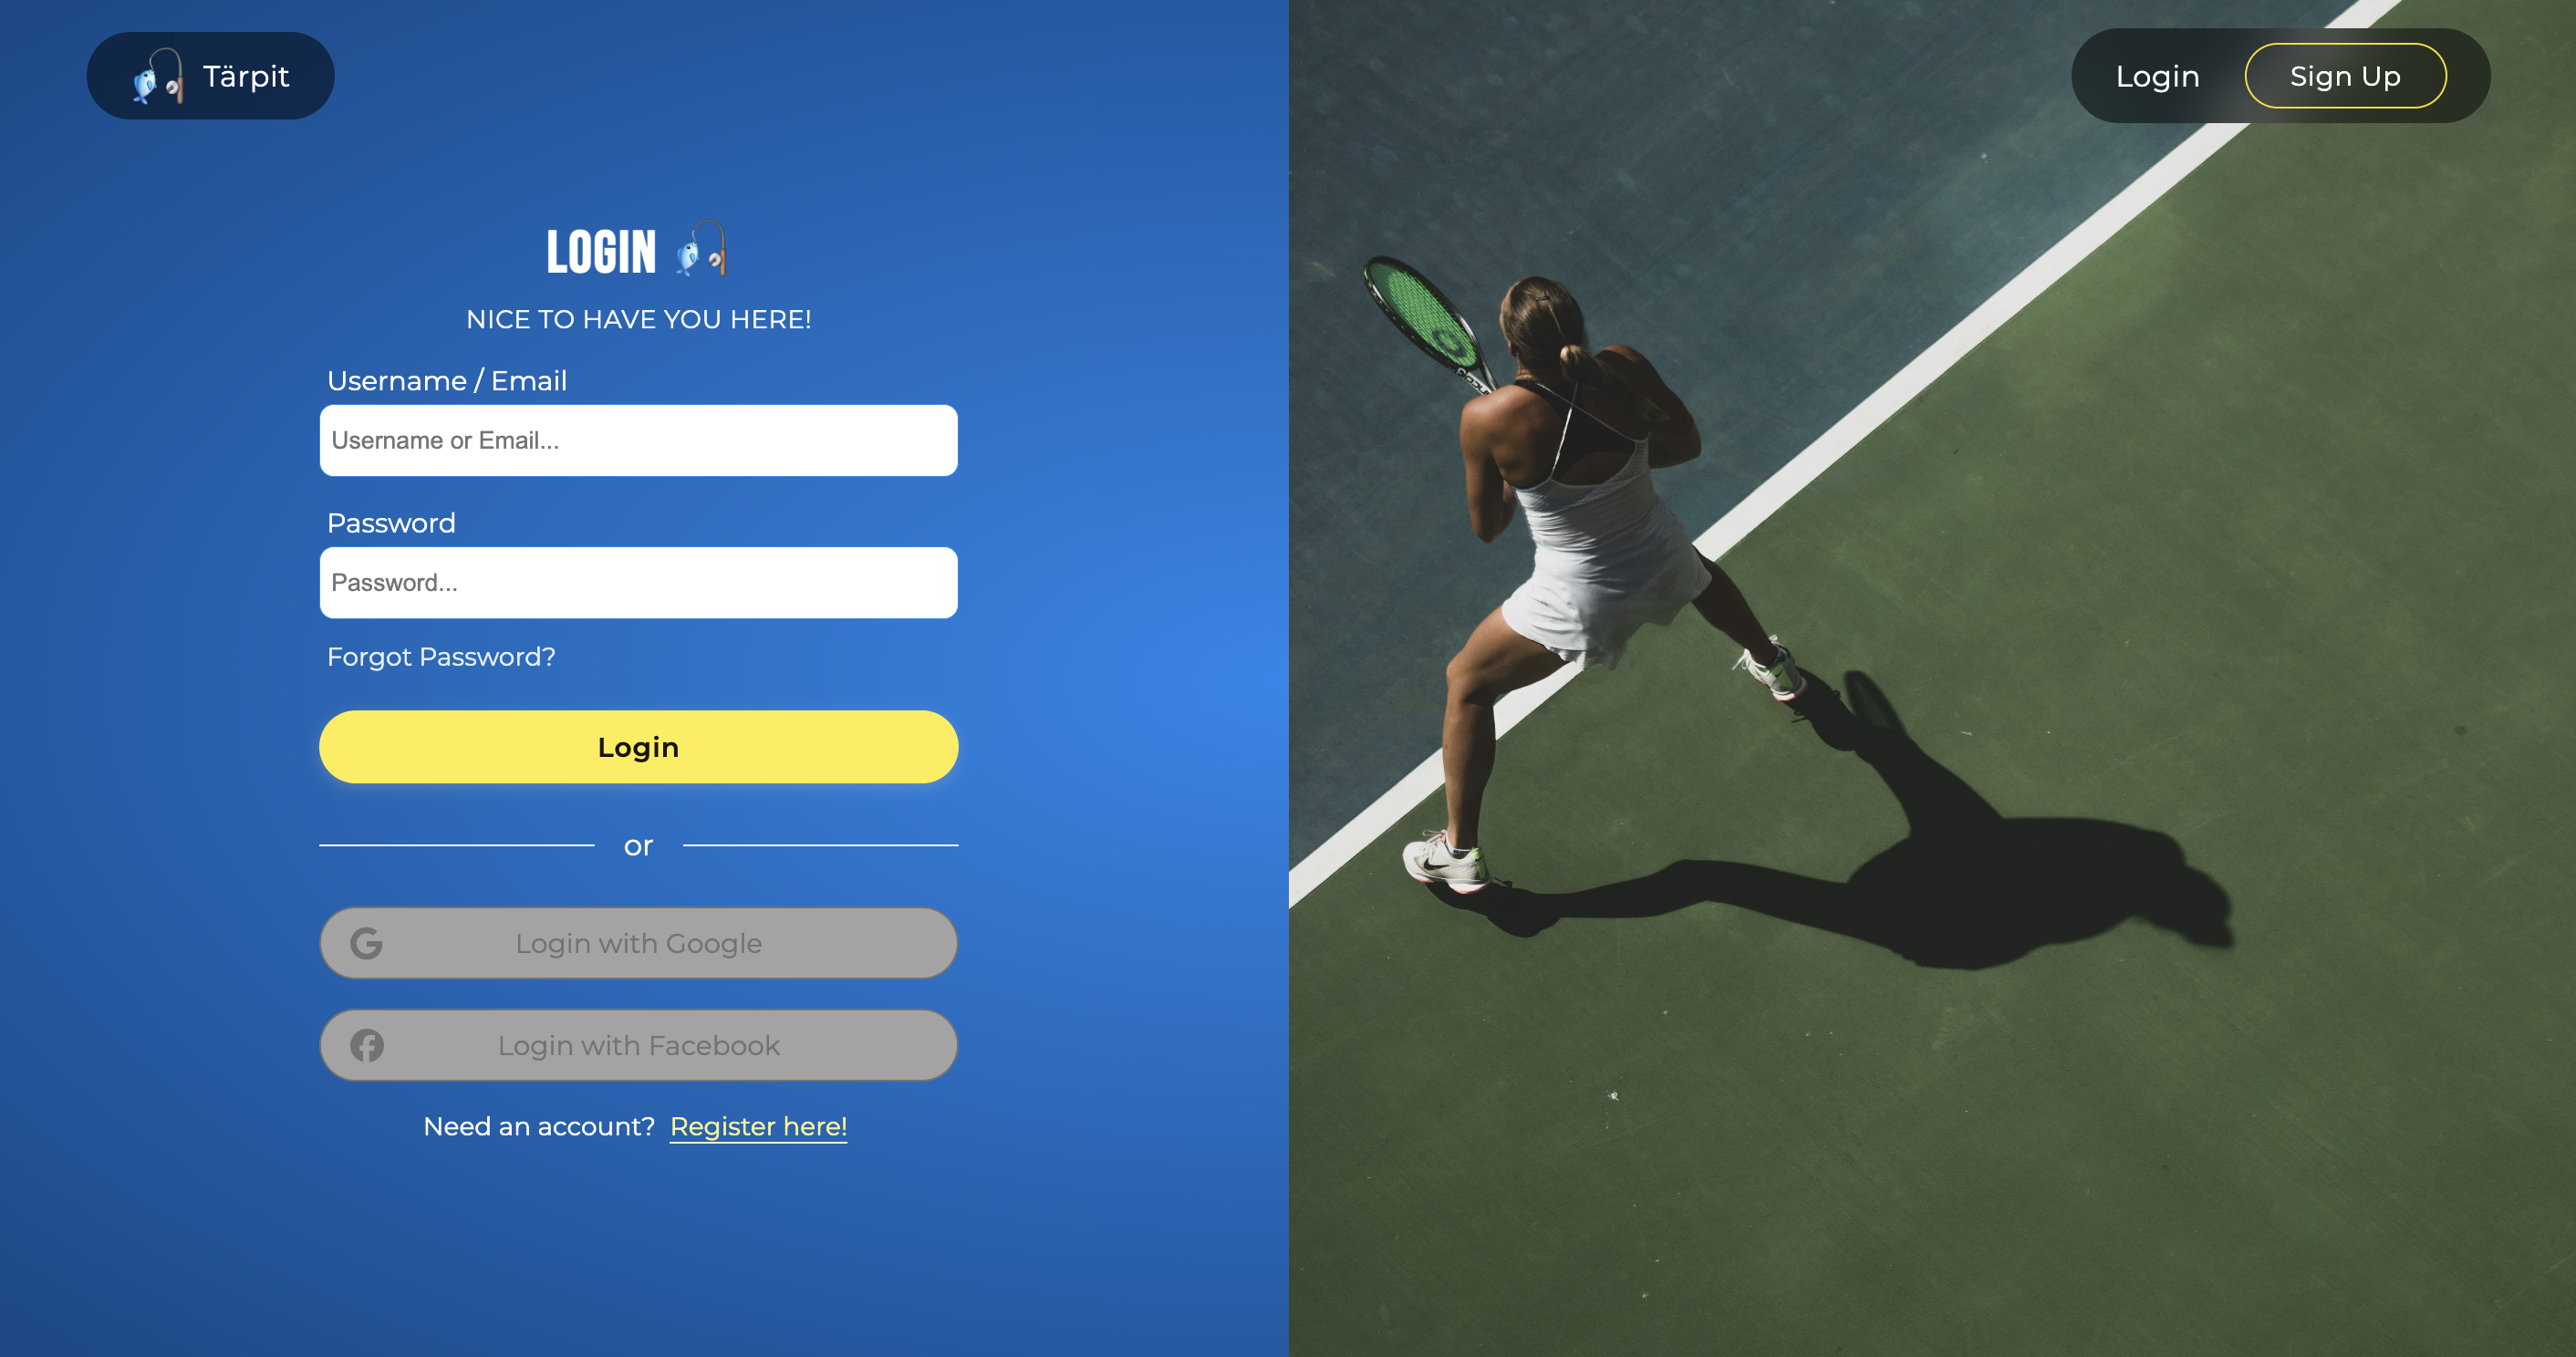 Tärpit
Login
Sign Up
LOGIN
NICE TO HAVE YOU HERE!
Username / Email
Username or Email...
Password
Password...
Forgot Password?
Login
or
Login with Google
Login with Facebook
Need an account? Register here!